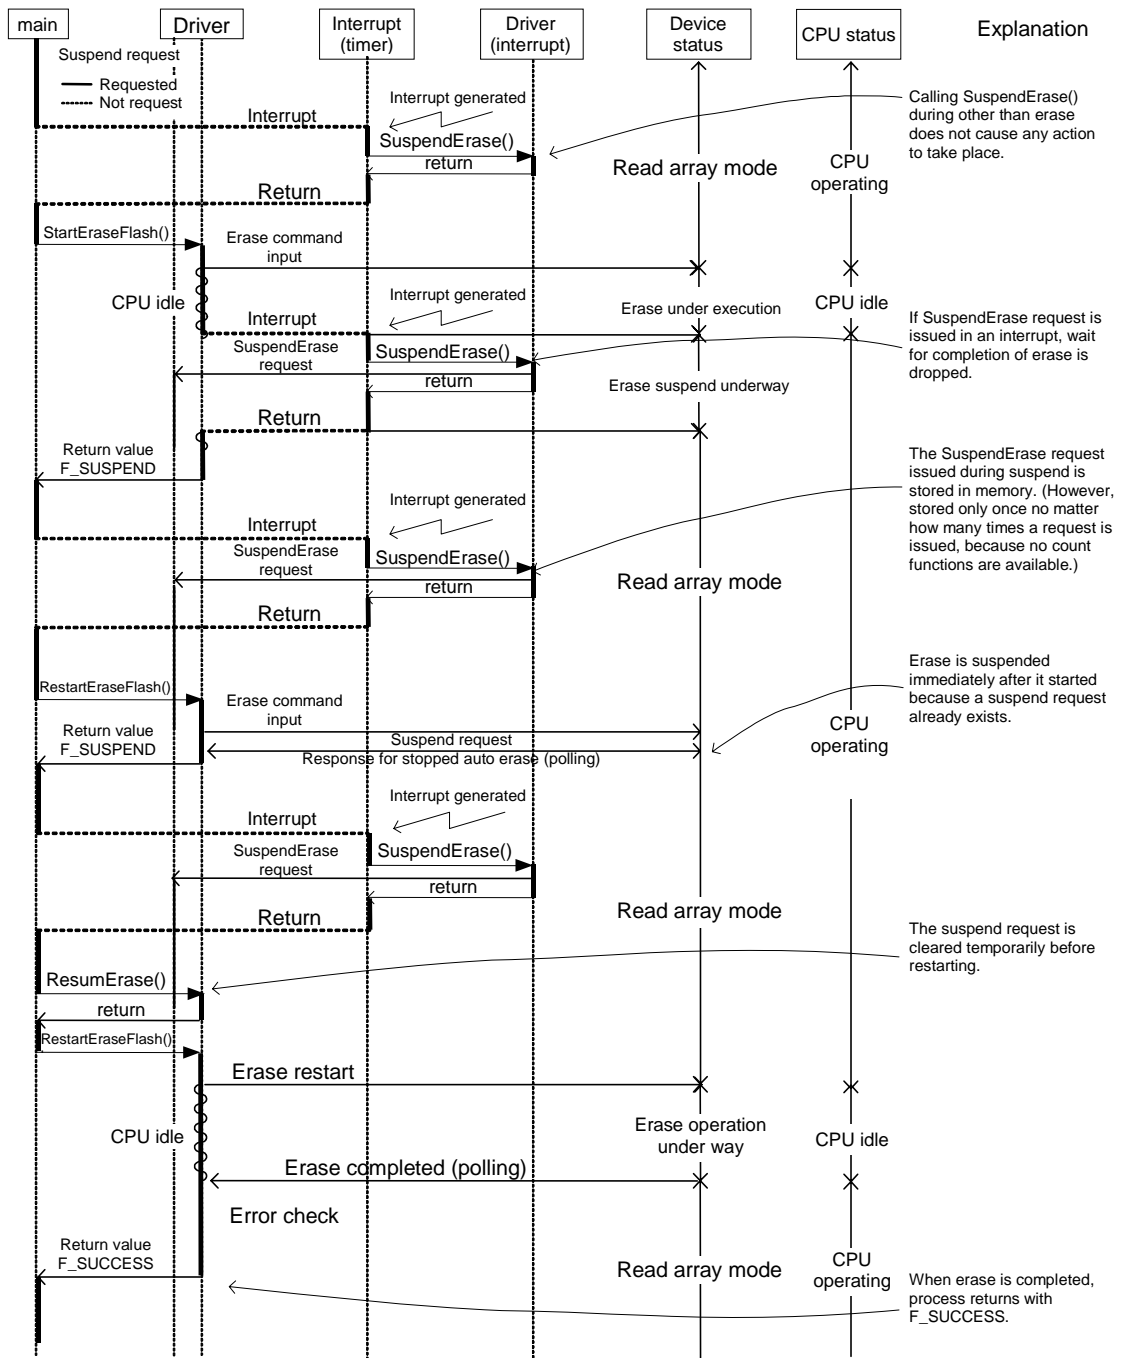 main
Driver
Interrupt
(timer)
Driver
(interrupt)
Device
status
CPU status
Explanation
Suspend request
Requested
Not request
Interrupt generated
Interrupt
SuspendErase()
return
Return
Read array mode
CPU
operating
Calling SuspendErase()
during other than erase
does not cause any action
to take place.
StartEraseFlash()
Erase command
input
CPU idle
Interrupt generated
Interrupt
Erase under execution
CPU idle
SuspendErase
request
SuspendErase()
return
Erase suspend underway
If SuspendErase request is
issued in an interrupt, wait
for completion of erase is
dropped.
Return
Return value
F_SUSPEND
Interrupt generated
Interrupt
SuspendErase
request
SuspendErase()
return
Return
Read array mode
The SuspendErase request
issued during suspend is
stored in memory. (However,
stored only once no matter
how many times a request is
issued, because no count
functions are available.)
RestartEraseFlash()
Erase command
input
Return value
F_SUSPEND
Suspend request
Response for stopped auto erase (polling)
CPU
operating
Erase is suspended
immediately after it started
because a suspend request
already exists.
Interrupt generated
Interrupt
SuspendErase
request
SuspendErase()
return
Return
Read array mode
The suspend request is
cleared temporarily before
restarting.
ResumErase()
return
RestartEraseFlash()
Erase restart
CPU idle
Erase operation
under way
CPU idle
Erase completed (polling)
Error check
Return value
F_SUCCESS
Read array mode
CPU
operating
When erase is completed,
process returns with
F_SUCCESS.